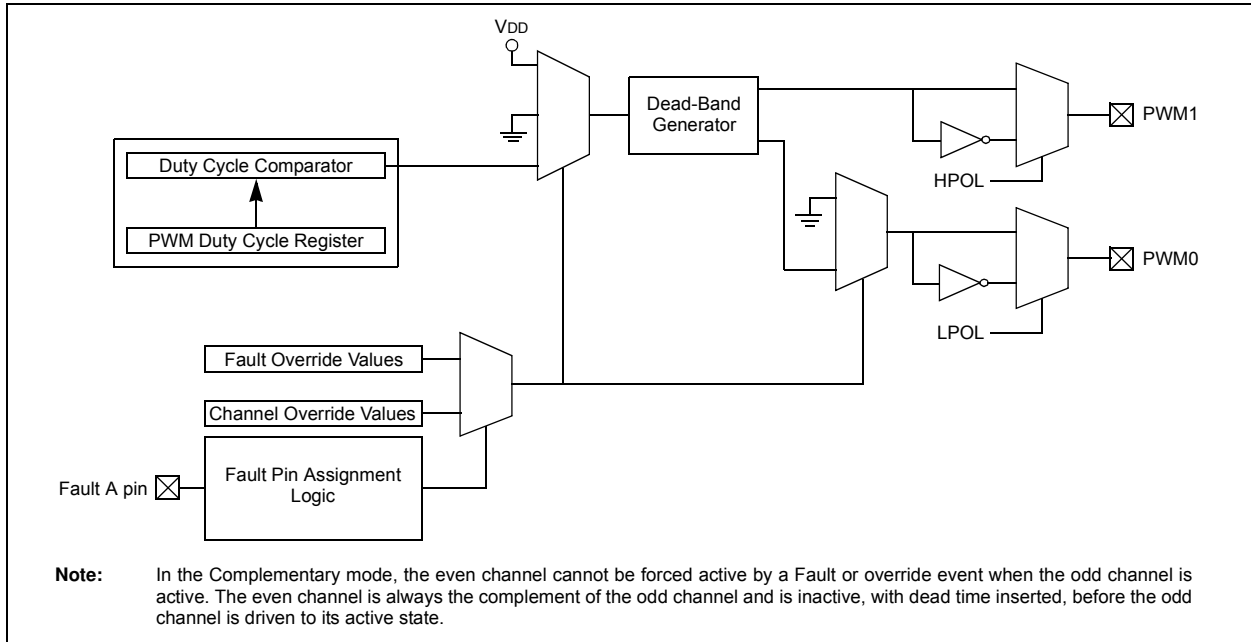 VDD
Dead-Band
Generator
PWM1
HPOL
Duty Cycle Comparator
PWM Duty Cycle Register
PWM0
LPOL
Fault Override Values
Channel Override Values
Fault A pin
Fault Pin Assignment
Logic
Note: In the Complementary mode, the even channel cannot be forced active by a Fault or override event when the odd channel is
active. The even channel is always the complement of the odd channel and is inactive, with dead time inserted, before the odd
channel is driven to its active state.